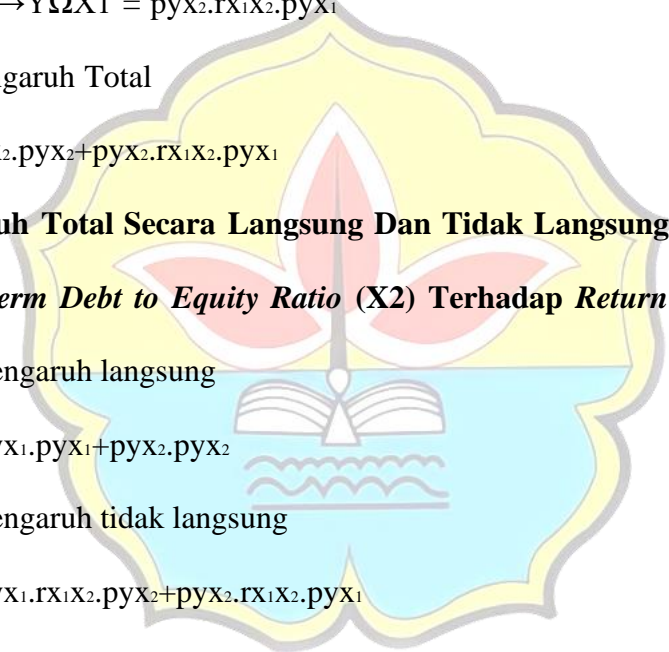 →YΩX1 = pyx₂.rx₁x₂.pyx₁
ngaruh Total
x₂.pyx₂+pyx₂.rx₁x₂.pyx₁
uh Total Secara Langsung Dan Tidak Langsung
erm Debt to Equity Ratio (X2) Terhadap Return
engaruh langsung
yx₁.pyx₁+pyx₂.pyx₂
engaruh tidak langsung
yx₁.rx₁x₂.pyx₂+pyx₂.rx₁x₂.pyx₁